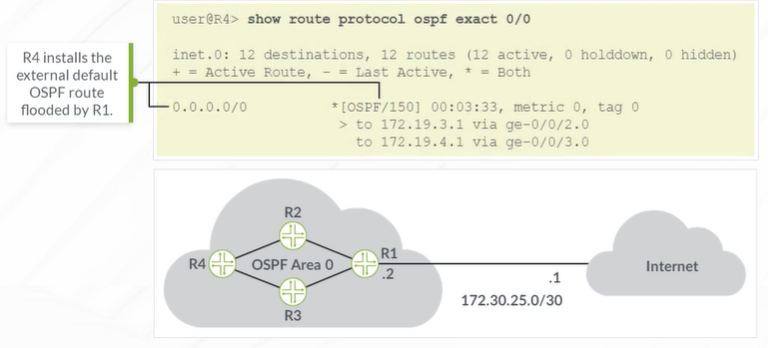 user@R4> show route protocol ospf exact 0/0
inet.0: 12 destinations, 12 routes (12 active, 0 holddown, 0 hidden)
+ = Active Route, - = Last Active, * = Both
0.0.0.0/0 *[OSPF/150] 00:03:33, metric 0, tag 0
> to 172.19.3.1 via ge-0/0/2.0
to 172.19.4.1 via ge-0/0/3.0
R4 installs the
external default
OSPF route
flooded by R1.
R2
R1
R4
OSPF Area 0
.2
R3
.1
172.30.25.0/30
Internet